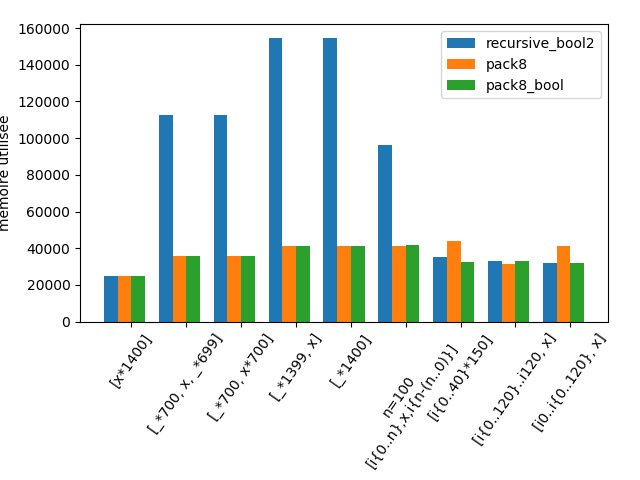 mémoire utilisée
160000
140000
120000
100000
80000
60000
40000
20000
0
recursive_bool2
pack8
pack8_bool
[x*1400]
[_*700, x, _*699]
[_*700, x*700]
[_*1399, x]
[_*1400]
n=100
[i{0..n},x,i{n-(n..0)}]
[i{0..40}*150]
[i{0..120}..i120, x]
[i0..i{0..120}, x]